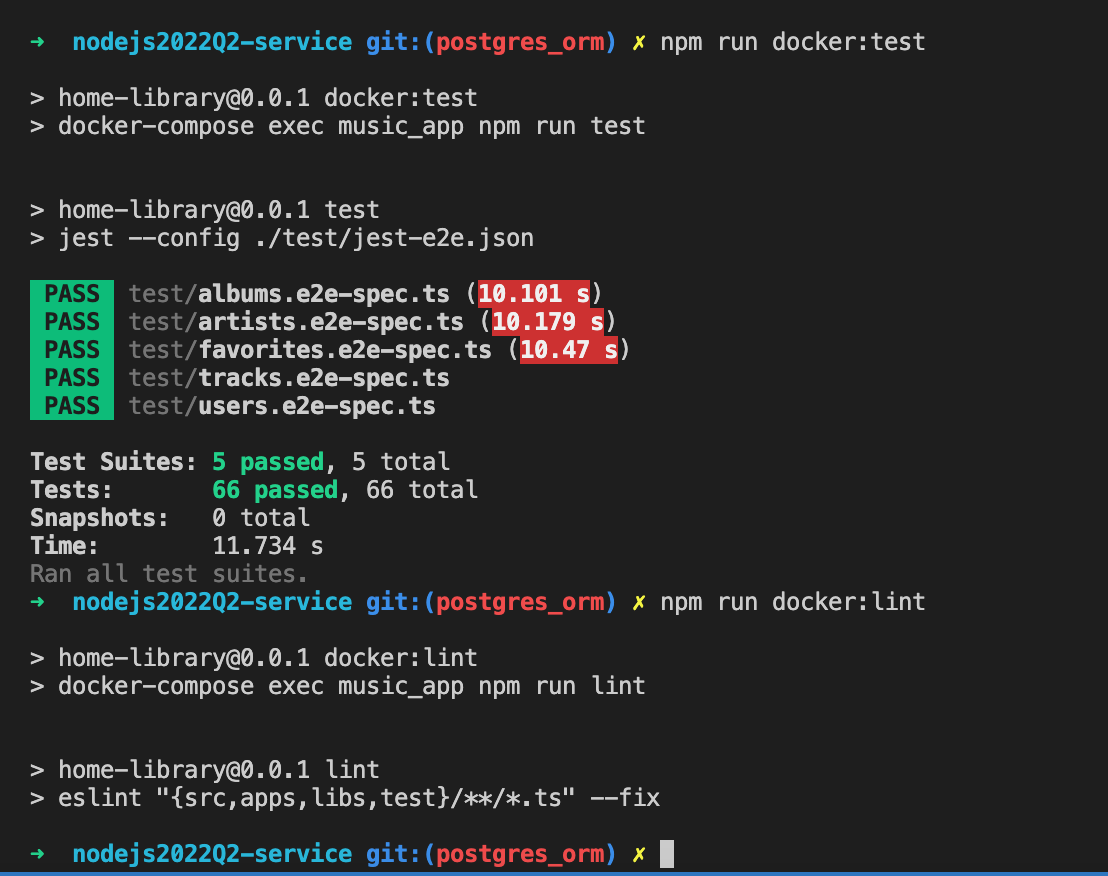 ➜  nodejs2022Q2-service git:(postgres_orm) ✗ npm run docker:test
> home-library@0.0.1 docker:test
> docker-compose exec music_app npm run test
> home-library@0.0.1 test
> jest --config ./test/jest-e2e.json
PASS test/albums.e2e-spec.ts (10.101 s)
PASS test/artists.e2e-spec.ts (10.179 s)
PASS test/favorites.e2e-spec.ts (10.47 s)
PASS test/tracks.e2e-spec.ts
PASS test/users.e2e-spec.ts
Test Suites: 5 passed, 5 total
Tests:       66 passed, 66 total
Snapshots:   0 total
Time:        11.734 s
Ran all test suites.
➜  nodejs2022Q2-service git:(postgres_orm) ✗ npm run docker:lint
> home-library@0.0.1 docker:lint
> docker-compose exec music_app npm run lint
> home-library@0.0.1 lint
> eslint "{src,apps,libs,test}/**/*.ts" --fix
➜  nodejs2022Q2-service git:(postgres_orm) ✗